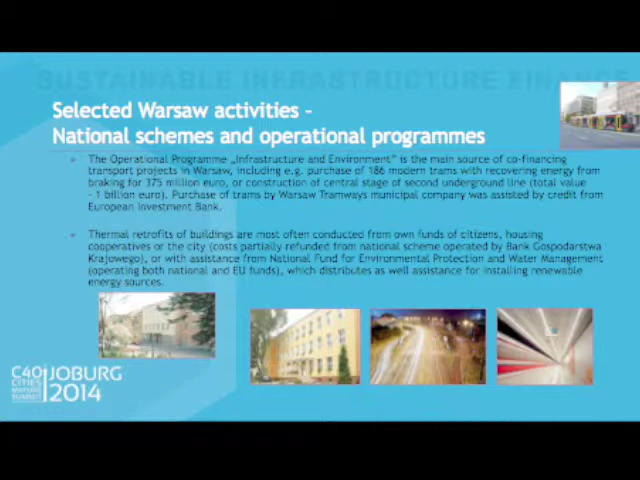 SUSTAINABLE INFRASTRUCTURE FINANCE
Selected Warsaw activities –
National schemes and operational programmes
The Operational Programme „Infrastructure and Environment" is the main source of co-financing
transport projects in Warsaw, including e.g. purchase of 186 modern trams with recovering energy from
braking for 375 million euro, or construction of central stage of second underground line (total value
– 1 billion euro). Purchase of trams by Warsaw Tramways municipal company was assisted by credit from
European Investment Bank.
Thermal retrofits of buildings are most often conducted from own funds of citizens, housing
cooperatives or the city (costs partially refunded from national scheme operated by Bank Gospodarstwa
Krajowego), or with assistance from National Fund for Environmental Protection and Water Management
(operating both national and EU funds), which distributes as well assistance for installing renewable
energy sources.
C40
CITIES
MAYORS
SUMMIT
JOBURG
2014